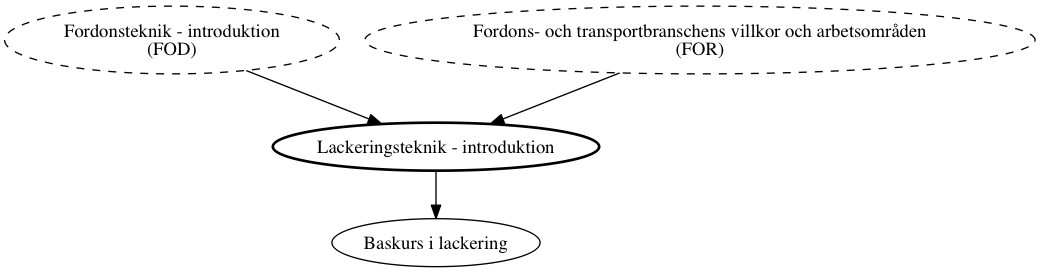 Fordonsteknik - introduktion
(FOD)
Fordons- och transportbranschens villkor och arbetsområden
(FOR)
Lackeringsteknik - introduktion
Baskurs i lackering